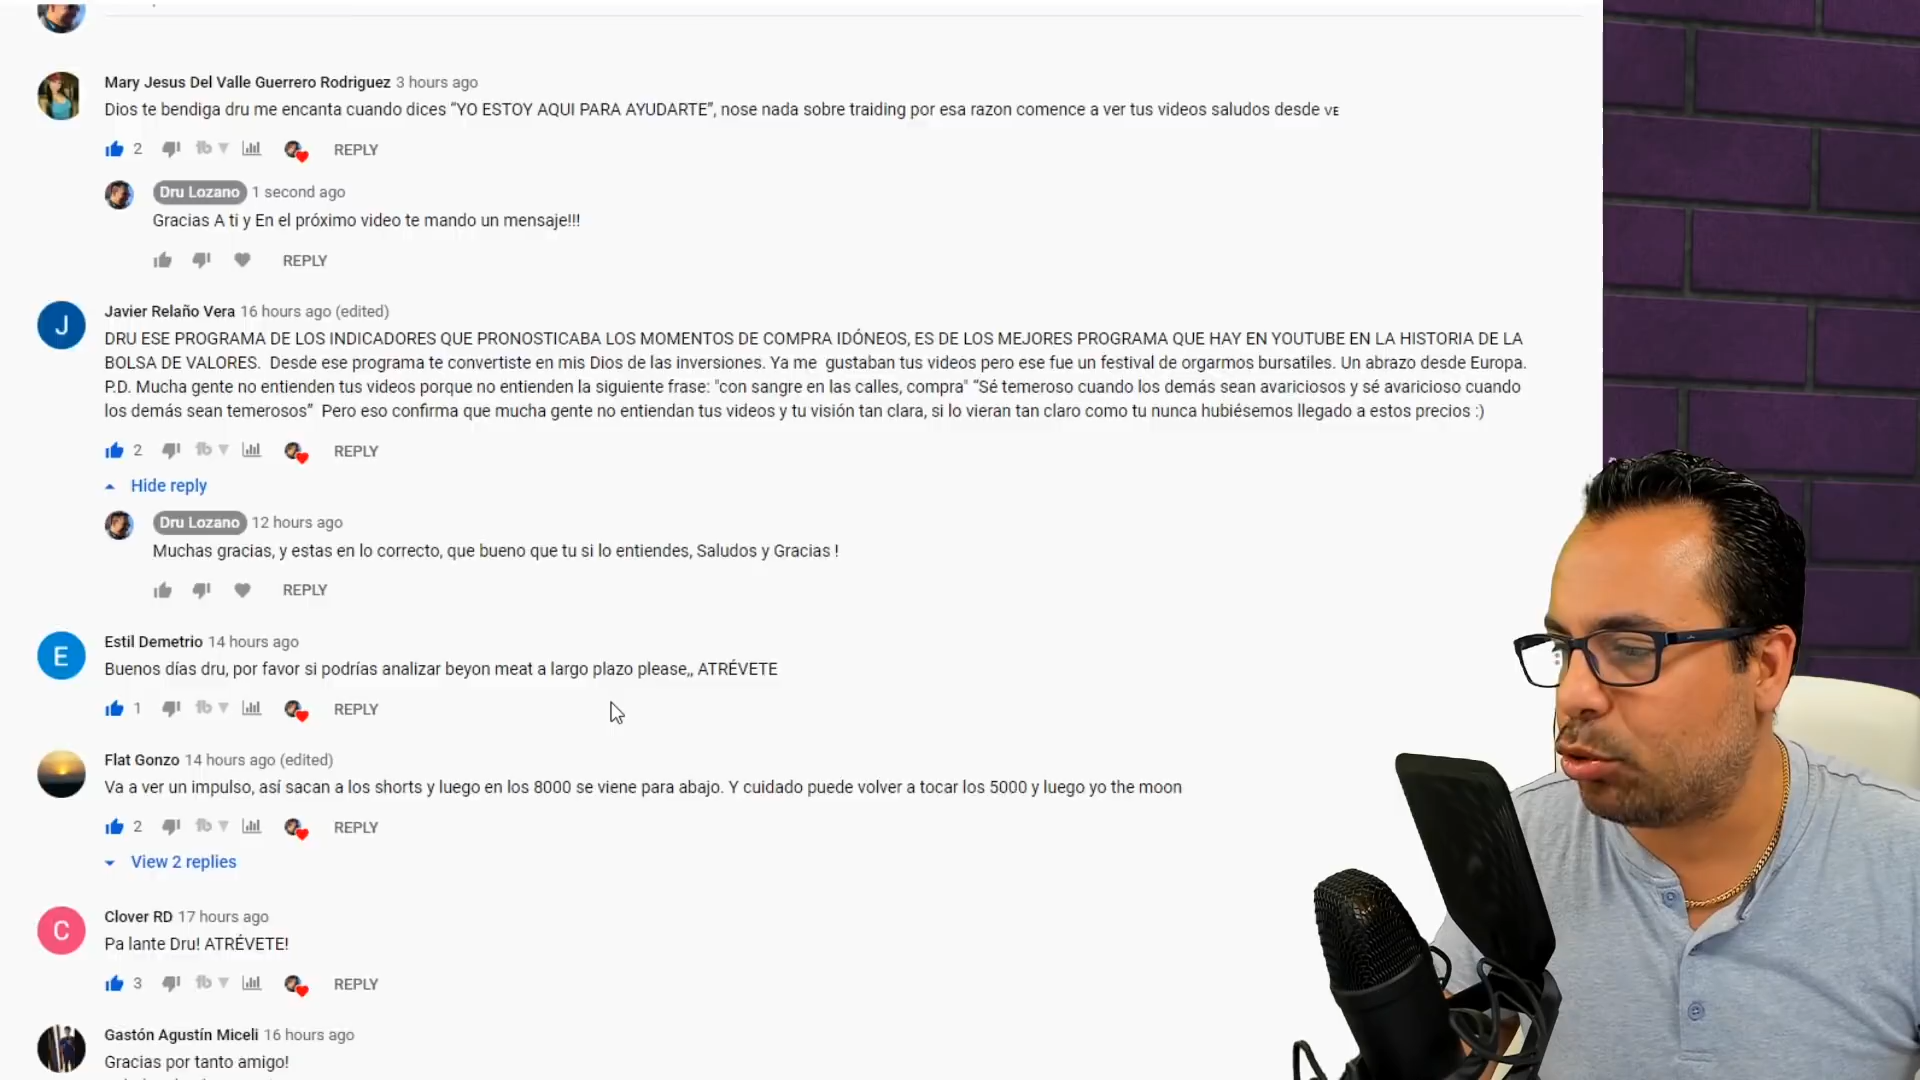 Mary Jesus Del Valle Guerrero Rodriguez 3 hours ago
Dios te bendiga dru me encanta cuando dices “YO ESTOY AQUI PARA AYUDARTE”, nose nada sobre traiding por esa razon comence a ver tus videos saludos desde VE
2 REPLY
Dru Lozano 1 second ago
Gracias A ti y En el próximo video te mando un mensaje!!!
REPLY
J
Javier Relaño Vera 16 hours ago (edited)
DRU ESE PROGRAMA DE LOS INDICADORES QUE PRONOSTICABA LOS MOMENTOS DE COMPRA IDÓNEOS, ES DE LOS MEJORES PROGRAMA QUE HAY EN YOUTUBE EN LA HISTORIA DE LA
BOLSA DE VALORES. Desde ese programa te convertiste en mis Dios de las inversiones. Ya me gustaban tus videos pero ese fue un festival de orgarmos bursatiles. Un abrazo desde Europa.
P.D. Mucha gente no entienden tus videos porque no entienden la siguiente frase: "con sangre en las calles, compra" “Sé temeroso cuando los demás sean avariciosos y sé avaricioso cuando
los demás sean temerosos” Pero eso confirma que mucha gente no entiendan tus videos y tu visión tan clara, si lo vieran tan claro como tu nunca hubiésemos llegado a estos precios :)
2 REPLY
Hide reply
Dru Lozano 12 hours ago
Muchas gracias, y estas en lo correcto, que bueno que tu si lo entiendes, Saludos y Gracias !
REPLY
E
Estil Demetrio 14 hours ago
Buenos días dru, por favor si podrías analizar beyon meat a largo plazo please,, ATRÉVETE
1 REPLY
Flat Gonzo 14 hours ago (edited)
Va a ver un impulso, así sacan a los shorts y luego en los 8000 se viene para abajo. Y cuidado puede volver a tocar los 5000 y luego yo the moon
2 REPLY
View 2 replies
C
Clover RD 17 hours ago
Pa lante Dru! ATRÉVETE!
3 REPLY
Gastón Agustín Miceli 16 hours ago
Gracias por tanto amigo!